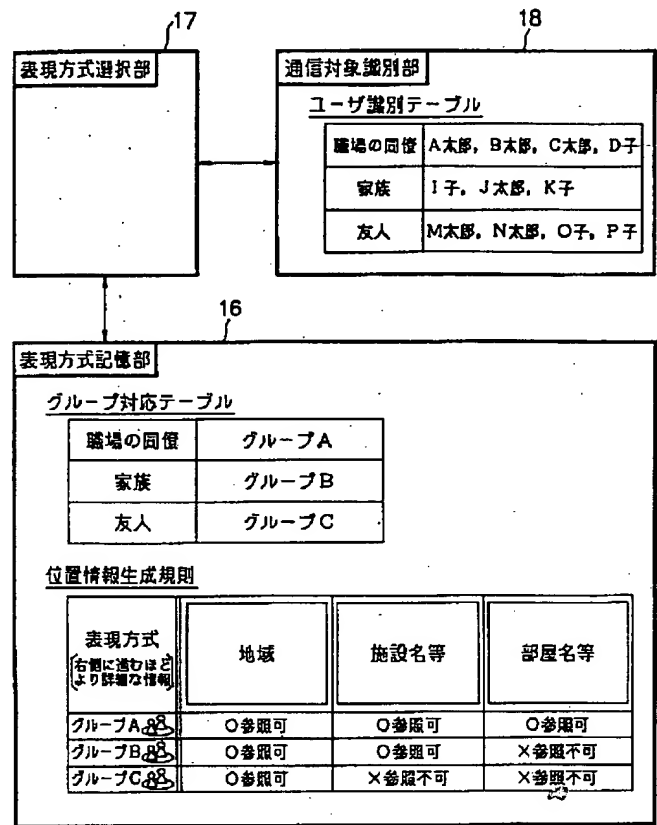 17
表現方式選択部
18
通信対象識別部
ユーザ識別テーブル
職場の同僚 A太郎, B太郎, C太郎, D子
家族 I子, J太郎, K子
友人 M太郎, N太郎, O子, P子
16
表現方式記憶部
グループ対応テーブル
職場の同僚 グループA
家族 グループB
友人 グループC
位置情報生成規則
表現方式
右側に進むほど
より詳細な情報
地域 施設名等 部屋名等
グループA ○参照可 ○参照可 ○参照可
グループB ○参照可 ○参照可 ×参照不可
グループC ○参照可 ×参照不可 ×参照不可